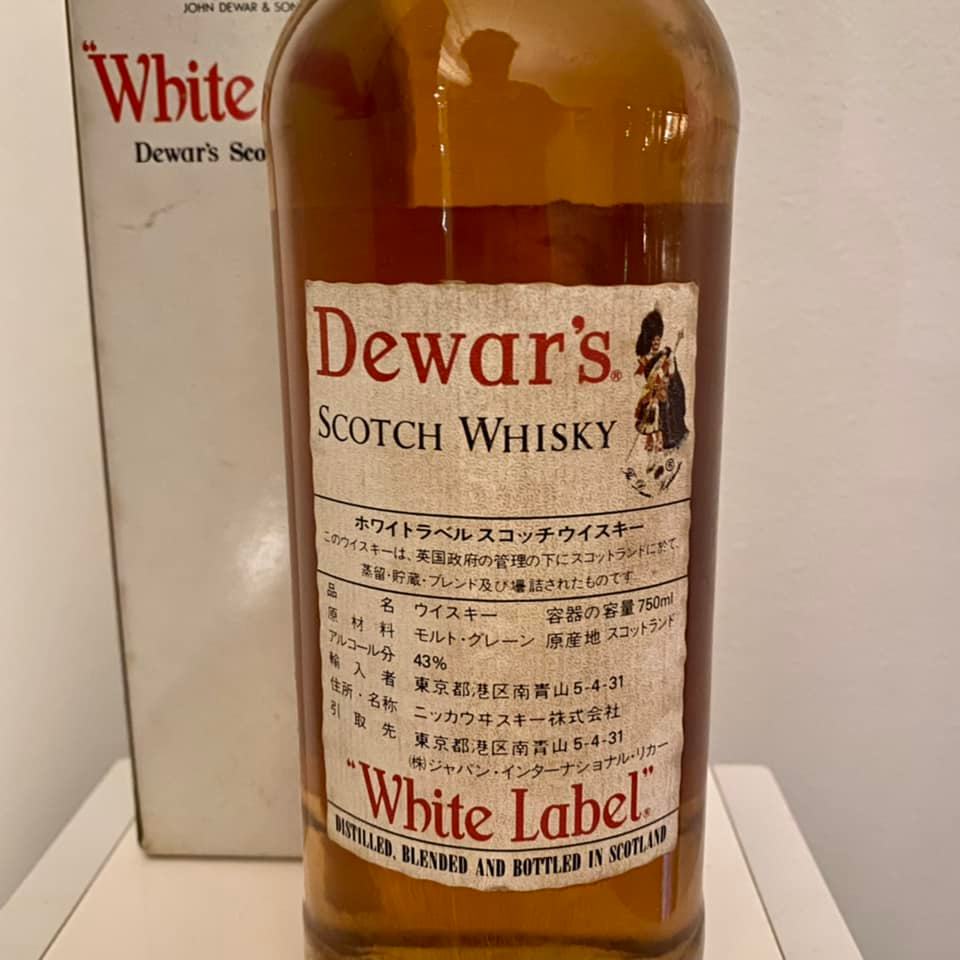 JOHN DEWAR & SON
"White
Dewar's Sco
Dewar's®
SCOTCH WHISKY
ホワイトラベル スコッチウイスキー
このウイスキーは、英国政府の管理の下にスコットランドに於て、
蒸留・貯蔵・ブレンド及び壜詰されたものです
品名 ウイスキー 容器の容量 750ml
原材料 モルト・グレーン 原産地 スコットランド
アルコール分 43%
輸入者 東京都港区南青山5-4-31
住所・名称 ニッカウヰスキー株式会社
引取先 東京都港区南青山5-4-31
(株)ジャパン・インターナショナル・リカー
"White Label"®
DISTILLED, BLENDED AND BOTTLED IN SCOTLAND